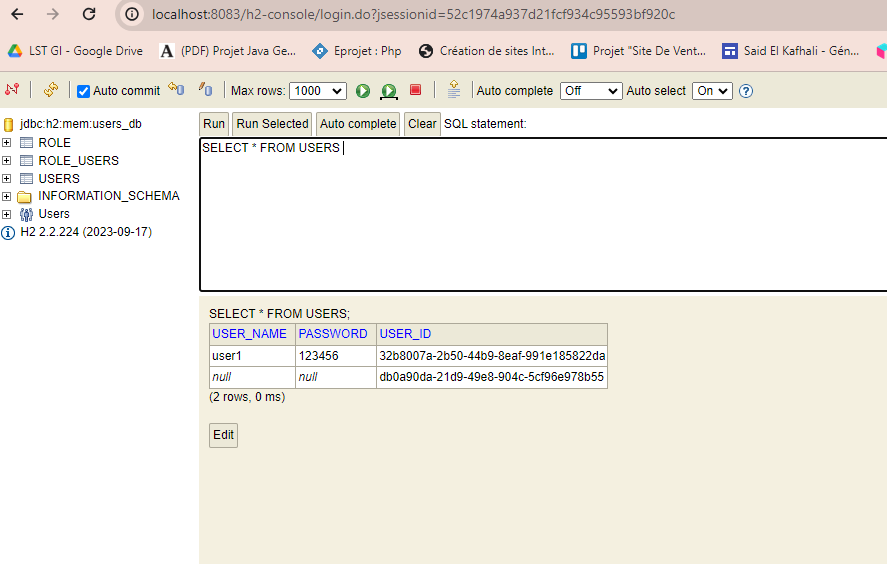 localhost:8083/h2-console/login.do?jsessionid=52c1974a937d21fcf934c95593bf920c
LST GI - Google Drive (PDF) Projet Java Ge... Eprojet : Php Création de sites Int... Projet "Site De Vent... Said El Kafhali - Gén...
Auto commit Max rows: 1000 Auto complete Off Auto select On
jdbc:h2:mem:users_db
ROLE
ROLE_USERS
USERS
INFORMATION_SCHEMA
Users
H2 2.2.224 (2023-09-17)
Run Run Selected Auto complete Clear SQL statement:
SELECT * FROM USERS
SELECT * FROM USERS;
USER_NAME PASSWORD USER_ID
user1 123456 32b8007a-2b50-44b9-8eaf-991e185822da
null null db0a90da-21d9-49e8-904c-5cf96e978b55
(2 rows, 0 ms)
Edit